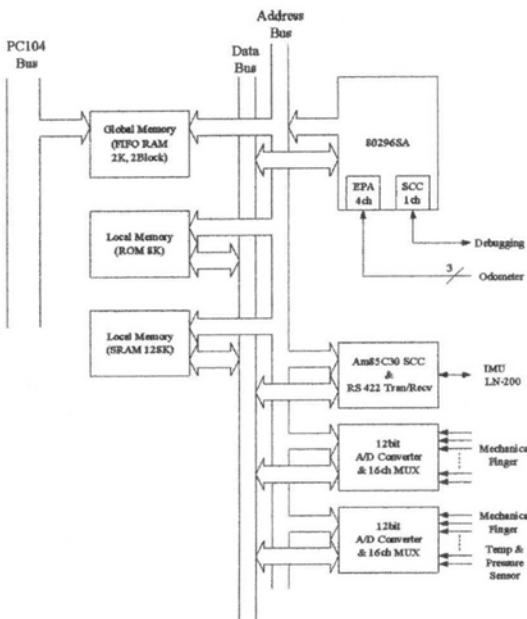 PC104
Bus
Address
Bus
Data
Bus
Global Memory
(FIFO RAM
2K, 2Block)
80296SA
EPA
4ch
SCC
1ch
Local Memory
(ROM 8K)
Debugging
3
Odometer
Local Memory
(SRAM 128K)
Am85C30 SCC
&
RS 422 Tran/Recv
IMU
LN-200
12bit
A/D Converter
& 16ch MUX
Mechanical
Finger
12bit
A/D Converter
& 16ch MUX
Mechanical
Finger
Temp &
Pressure
Sensor